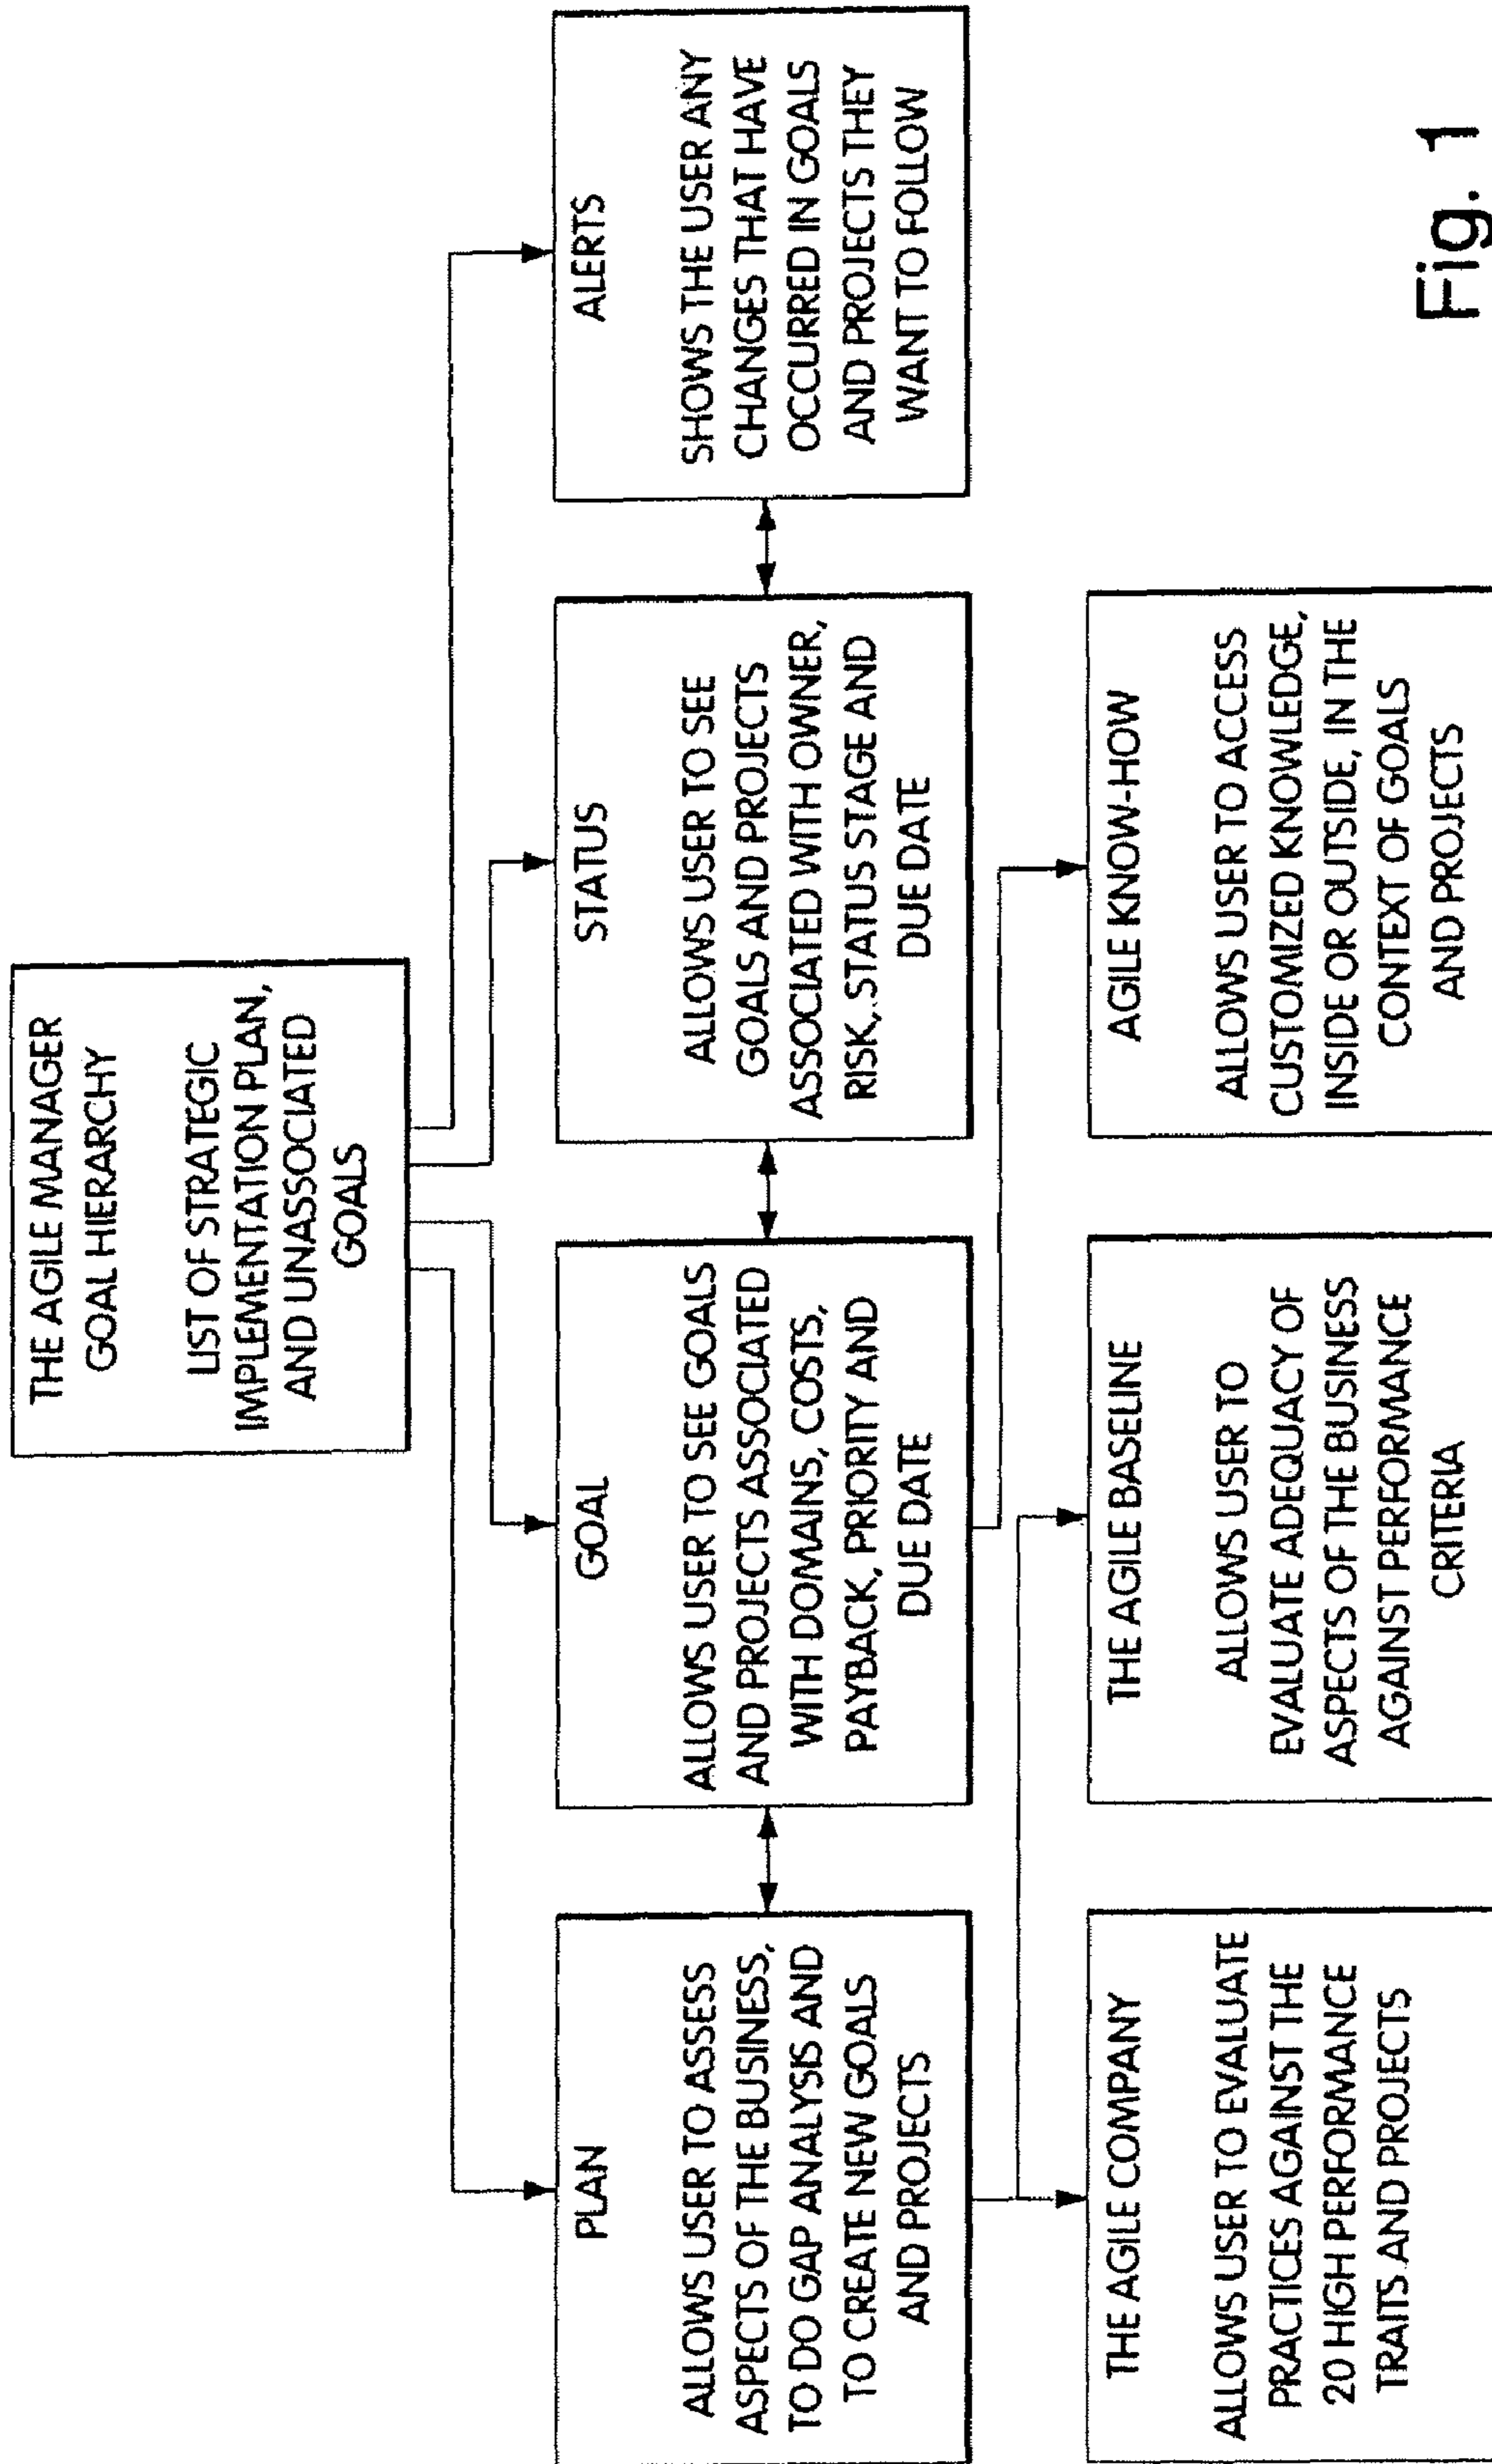 THE AGILE MANAGER
GOAL HIERARCHY
LIST OF STRATEGIC
IMPLEMENTATION PLAN,
AND UNASSOCIATED
GOALS
PLAN
ALLOWS USER TO ASSESS
ASPECTS OF THE BUSINESS,
TO DO GAP ANALYSIS AND
TO CREATE NEW GOALS
AND PROJECTS
GOAL
ALLOWS USER TO SEE GOALS
AND PROJECTS ASSOCIATED
WITH DOMAINS, COSTS,
PAYBACK, PRIORITY AND
DUE DATE
STATUS
ALLOWS USER TO SEE
GOALS AND PROJECTS
ASSOCIATED WITH OWNER,
RISK, STATUS STAGE AND
DUE DATE
ALERTS
SHOWS THE USER ANY
CHANGES THAT HAVE
OCCURRED IN GOALS
AND PROJECTS THEY
WANT TO FOLLOW
THE AGILE COMPANY
ALLOWS USER TO EVALUATE
PRACTICES AGAINST THE
20 HIGH PERFORMANCE
TRAITS AND PROJECTS
THE AGILE BASELINE
ALLOWS USER TO
EVALUATE ADEQUACY OF
ASPECTS OF THE BUSINESS
AGAINST PERFORMANCE
CRITERIA
AGILE KNOW-HOW
ALLOWS USER TO ACCESS
CUSTOMIZED KNOWLEDGE,
INSIDE OR OUTSIDE, IN THE
CONTEXT OF GOALS
AND PROJECTS
Fig. 1